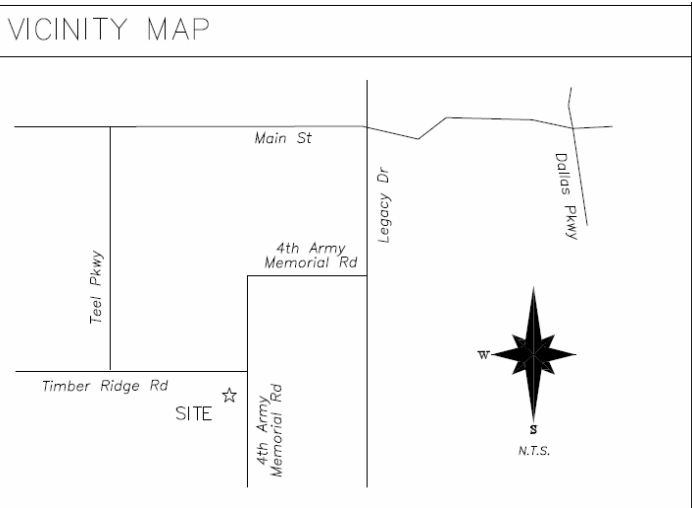 VICINITY MAP
Main St
Legacy Dr
Dallas Pkwy
4th Army
Memorial Rd
Teel Pkwy
Timber Ridge Rd
SITE
4th Army
Memorial Rd
W
S
N.T.S.